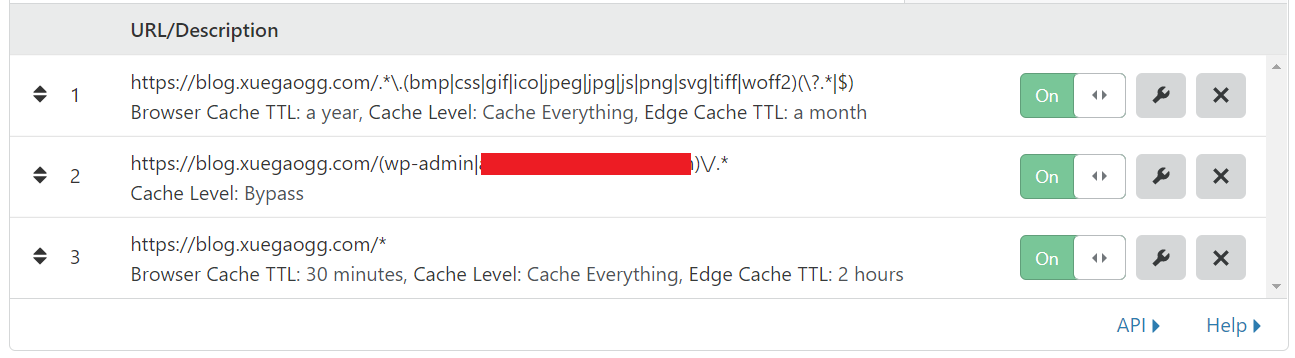 URL/Description
1
https://blog.xuegaogg.com/.*\.(bmp|css|gif|ico|jpeg|jpg|js|png|svg|tiff|woff2)(\?.*|$)
Browser Cache TTL: a year, Cache Level: Cache Everything, Edge Cache TTL: a month
On
2
https://blog.xuegaogg.com/(wp-admin| )\/.*
Cache Level: Bypass
On
3
https://blog.xuegaogg.com/*
Browser Cache TTL: 30 minutes, Cache Level: Cache Everything, Edge Cache TTL: 2 hours
On
API Help